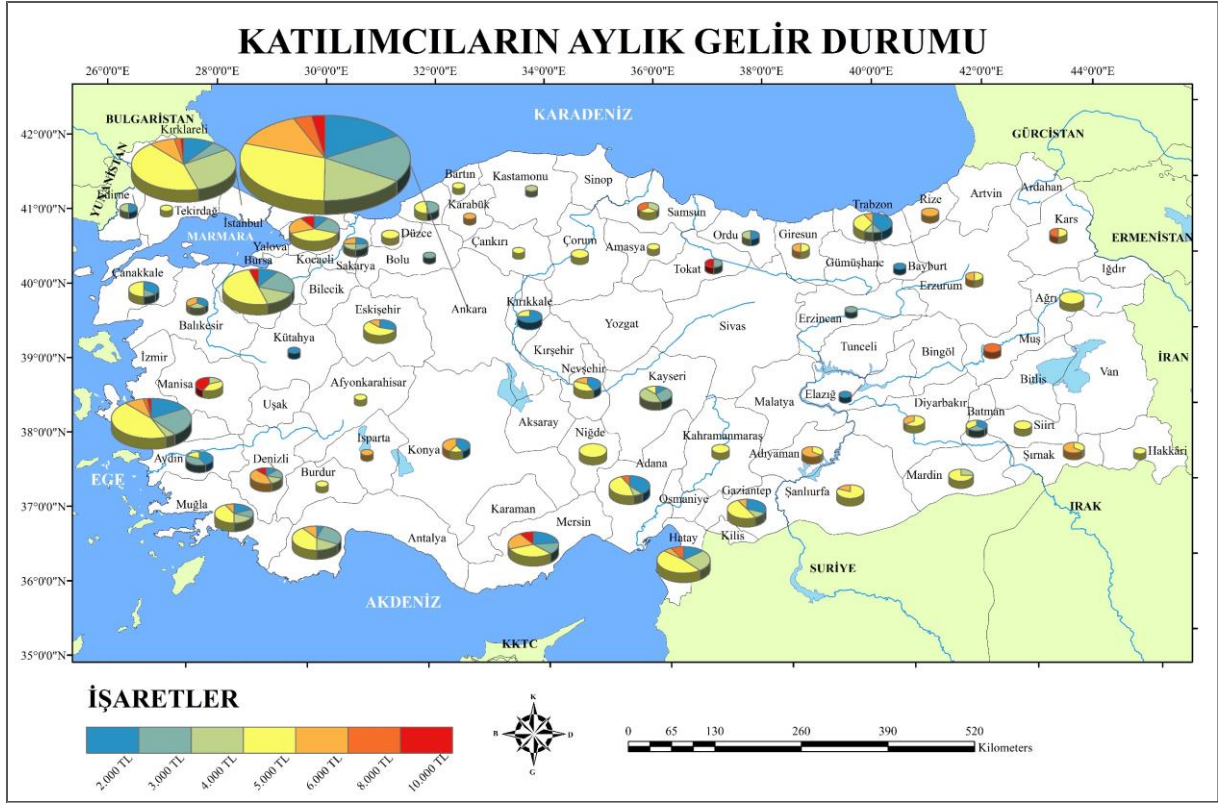 KATILIMCILARIN AYLIK GELİR DURUMU
26°0'0"E 28°0'0"E 30°0'0"E 32°0'0"E 34°0'0"E 36°0'0"E 38°0'0"E 40°0'0"E 42°0'0"E 44°0'0"E
42°0'0"N
41°0'0"N
40°0'0"N
39°0'0"N
38°0'0"N
37°0'0"N
36°0'0"N
35°0'0"N
BULGARİSTAN
KARADENİZ
GÜRCİSTAN
YUNANİSTAN
ERMENİSTAN
İRAN
IRAK
SURİYE
KKTC
AKDENİZ
EGE
MARMARA
Kırklareli
Edirne
Tekirdağ
İstanbul
Yalova
Kocaeli
Bursa
Sakarya
Düzce
Bolu
Bilecik
Bartın
Karabük
Kastamonu
Sinop
Çankırı
Çorum
Samsun
Amasya
Tokat
Ordu
Giresun
Trabzon
Gümüşhane
Rize
Bayburt
Artvin
Ardahan
Kars
Iğdır
Erzurum
Ağrı
Erzincan
Çanakkale
Balıkesir
Kütahya
Eskişehir
Ankara
Kırıkkale
Kırşehir
Yozgat
Sivas
Tunceli
Bingöl
Muş
Bitlis
Van
İzmir
Manisa
Uşak
Afyonkarahisar
Nevşehir
Kayseri
Malatya
Elazığ
Diyarbakır
Batman
Siirt
Şırnak
Hakkâri
Aydın
Denizli
Isparta
Burdur
Konya
Aksaray
Niğde
Adana
Kahramanmaraş
Adıyaman
Mardin
Şanlıurfa
Muğla
Antalya
Karaman
Mersin
Osmaniye
Gaziantep
Kilis
Hatay
İŞARETLER
2.000 TL
3.000 TL
4.000 TL
5.000 TL
6.000 TL
8.000 TL
10.000 TL
K
B D
G
0 65 130 260 390 520
Kilometers